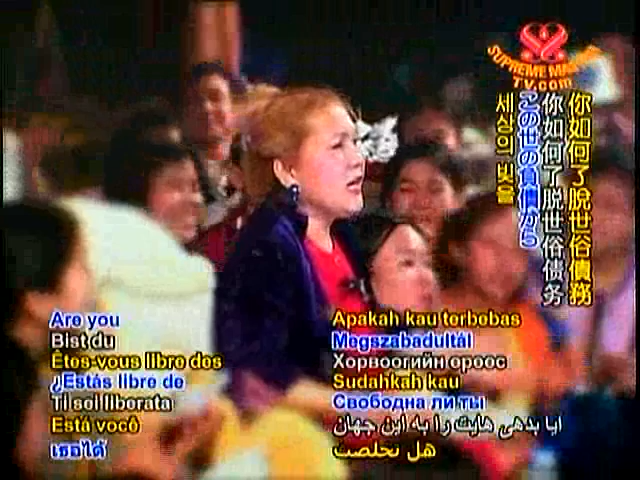 SUPREME MASTER
TV.com
你如何了脫世俗債務
你如何了脱世俗债务
この世の負債から
세상의 빚을
Are you
Bist du
Êtes-vous libre des
¿Estás libre de
Ti sei liberata
Está você
เธอได้
Apakah kau terbebas
Megszabadultál
Хорвоогийн ороос
Sudahkah kau
Свободна ли ты
ایا بدهی هایت را به این جهان
هل تخلصت